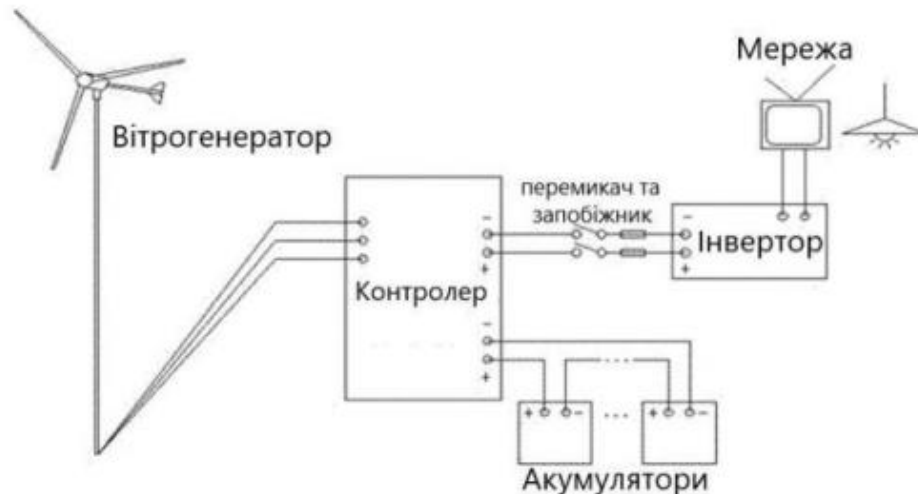 Мережа
Вітрогенератор
перемикач та
запобіжник
-
-
Інвертор
+
+
Контролер
-
+
+ -
...
+ -
Акумулятори